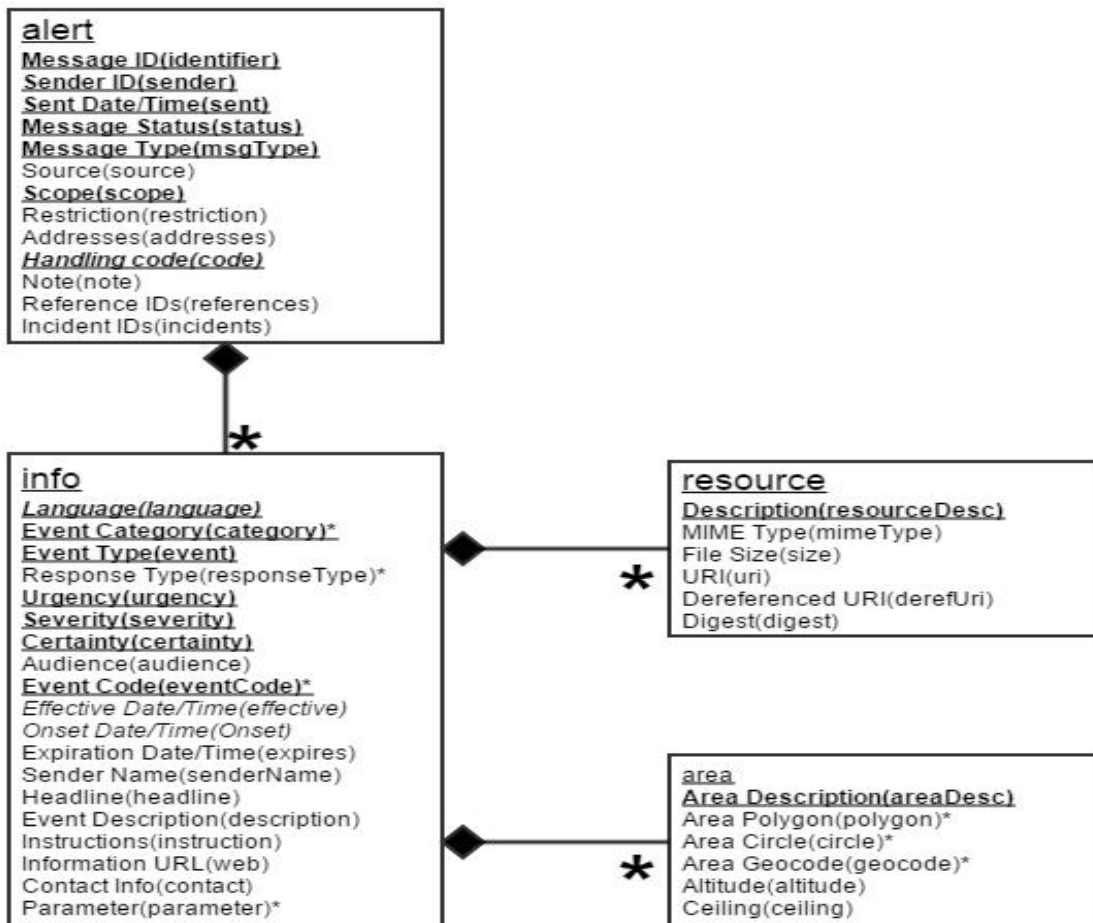 alert
Message ID(identifier)
Sender ID(sender)
Sent Date/Time(sent)
Message Status(status)
Message Type(msgType)
Source(source)
Scope(scope)
Restriction(restriction)
Addresses(addresses)
Handling code(code)
Note(note)
Reference IDs(references)
Incident IDs(incidents)
*
info
Language(language)
Event Category(category)*
Event Type(event)
Response Type(responseType)*
Urgency(urgency)
Severity(severity)
Certainty(certainty)
Audience(audience)
Event Code(eventCode)*
Effective Date/Time(effective)
Onset Date/Time(Onset)
Expiration Date/Time(expires)
Sender Name(senderName)
Headline(headline)
Event Description(description)
Instructions(instruction)
Information URL(web)
Contact Info(contact)
Parameter(parameter)*
*
resource
Description(resourceDesc)
MIME Type(mimeType)
File Size(size)
URI(uri)
Dereferenced URI(derefUri)
Digest(digest)
*
area
Area Description(areaDesc)
Area Polygon(polygon)*
Area Circle(circle)*
Area Geocode(geocode)*
Altitude(altitude)
Ceiling(ceiling)